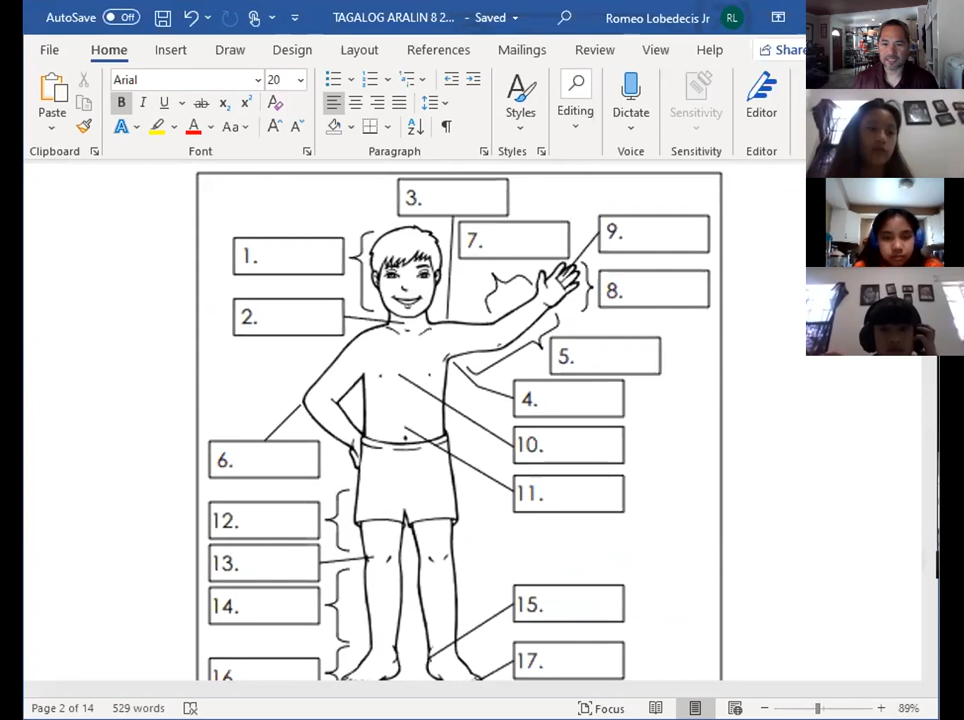 AutoSave Off TAGALOG ARALIN 8 2... - Saved Romeo Lobedecis Jr RL
File Home Insert Draw Design Layout References Mailings Review View Help Share
Arial 20
Paste Styles Editing Dictate Sensitivity Editor
B I U ab x₂ x²
A A Aa A A
Clipboard Font Paragraph Styles Voice Sensitivity Editor
3.
7.
9.
1.
8.
2.
5.
4.
10.
6.
11.
12.
13.
14.
15.
16.
17.
Page 2 of 14 529 words Focus 89%